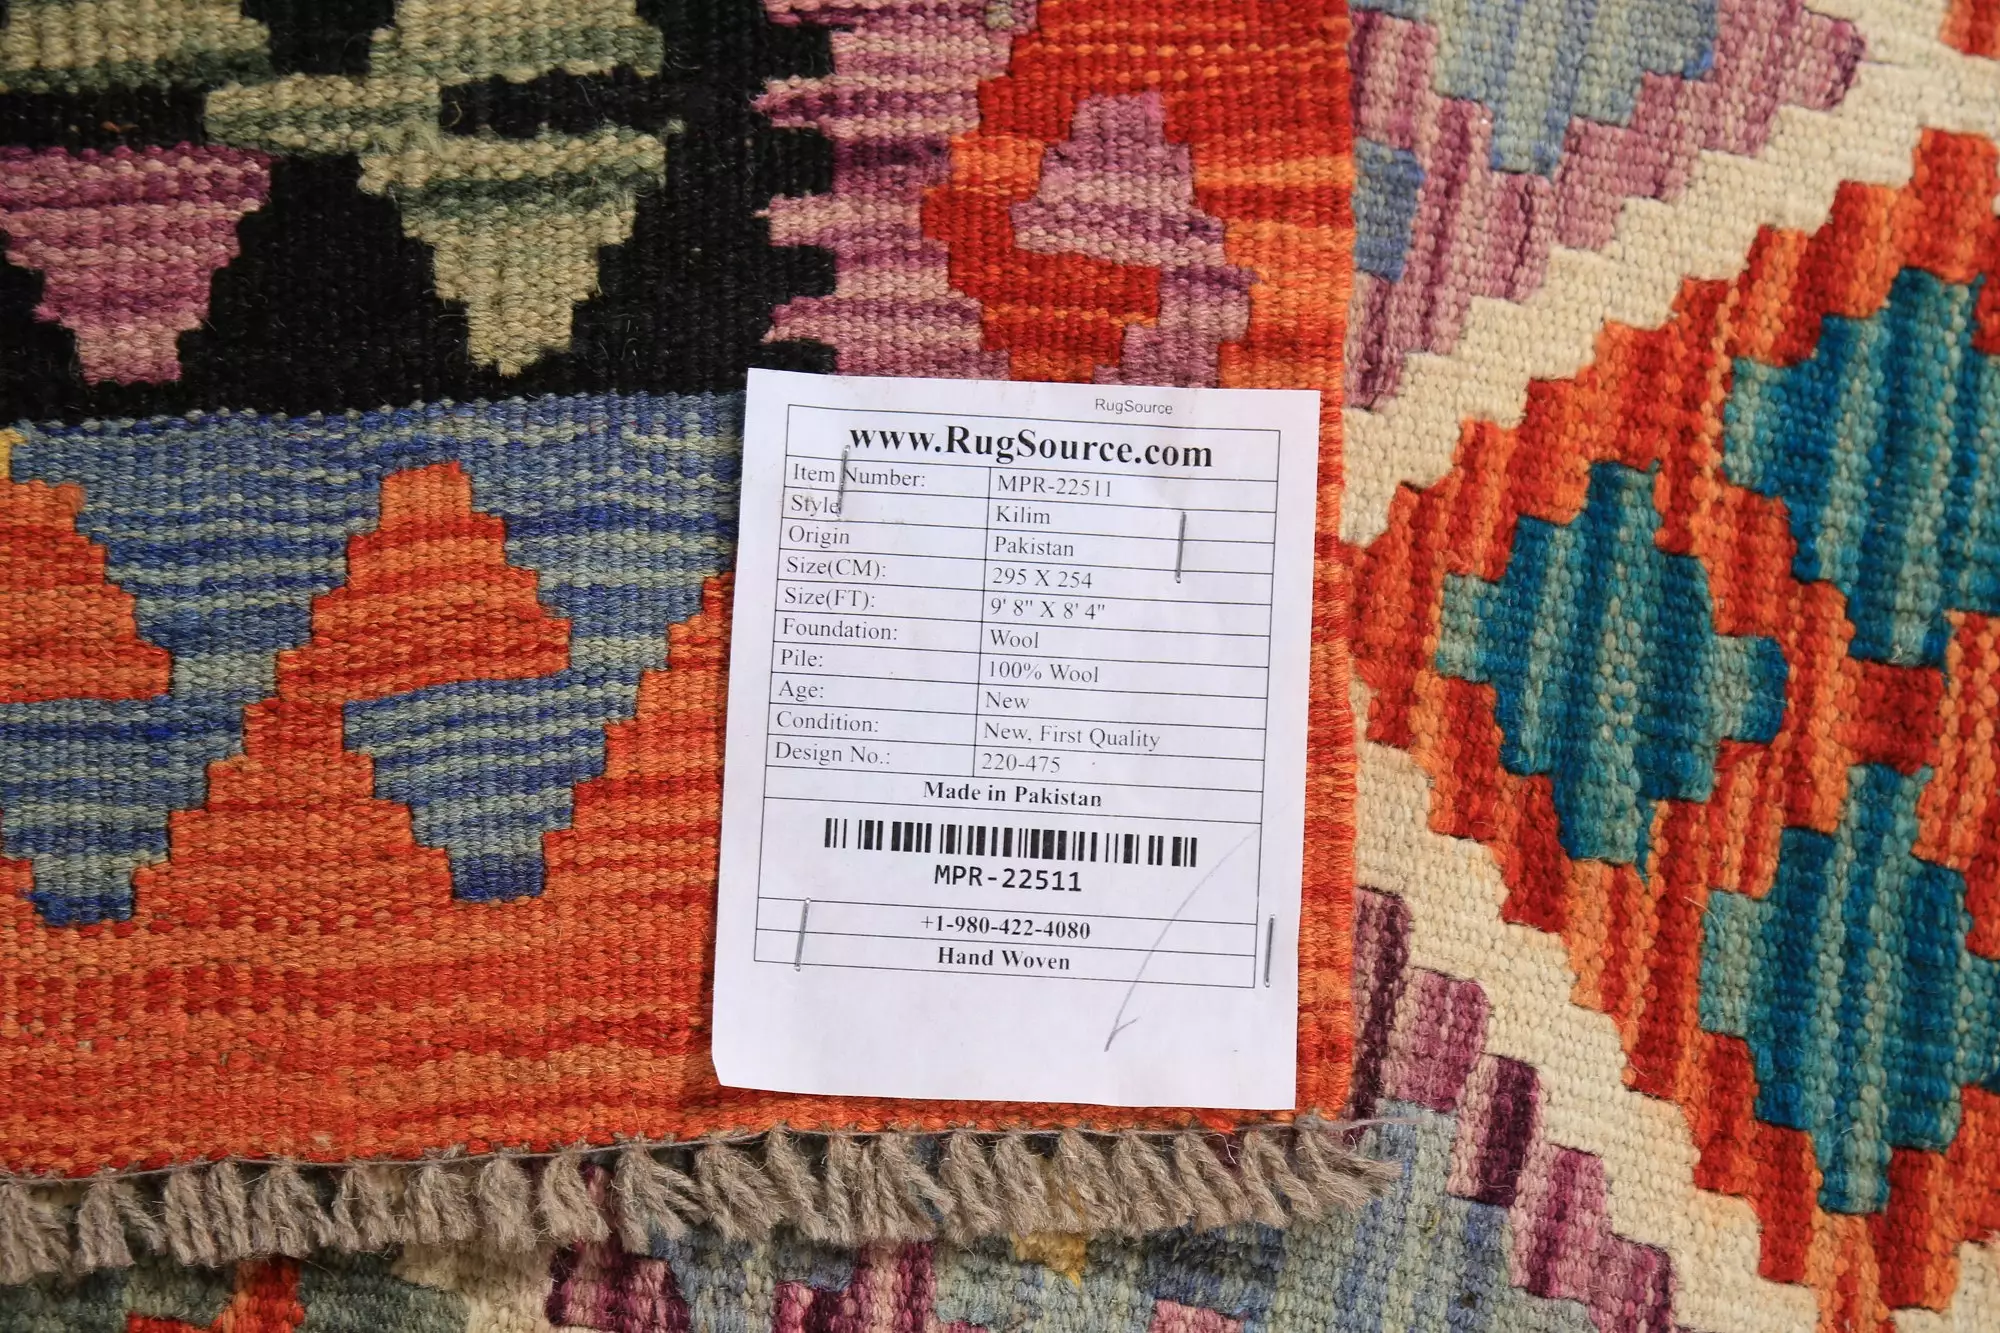 RugSource
www.RugSource.com
Item Number: MPR-22511
Style Kilim
Origin Pakistan
Size(CM): 295 X 254
Size(FT): 9' 8" X 8' 4"
Foundation: Wool
Pile: 100% Wool
Age: New
Condition: New, First Quality
Design No.: 220-475
Made in Pakistan
MPR-22511
+1-980-422-4080
Hand Woven